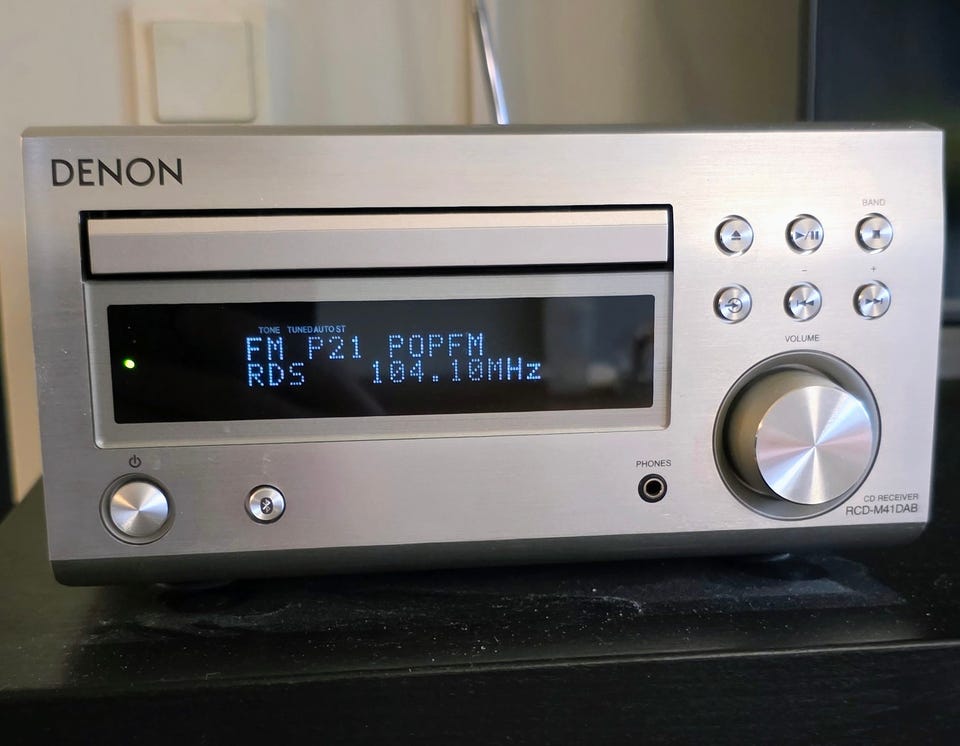 DENON
BAND
- +
TONE TUNED AUTO ST
FM P21 POPFM
RDS 104.10MHz
VOLUME
PHONES
CD RECEIVER
RCD-M41DAB